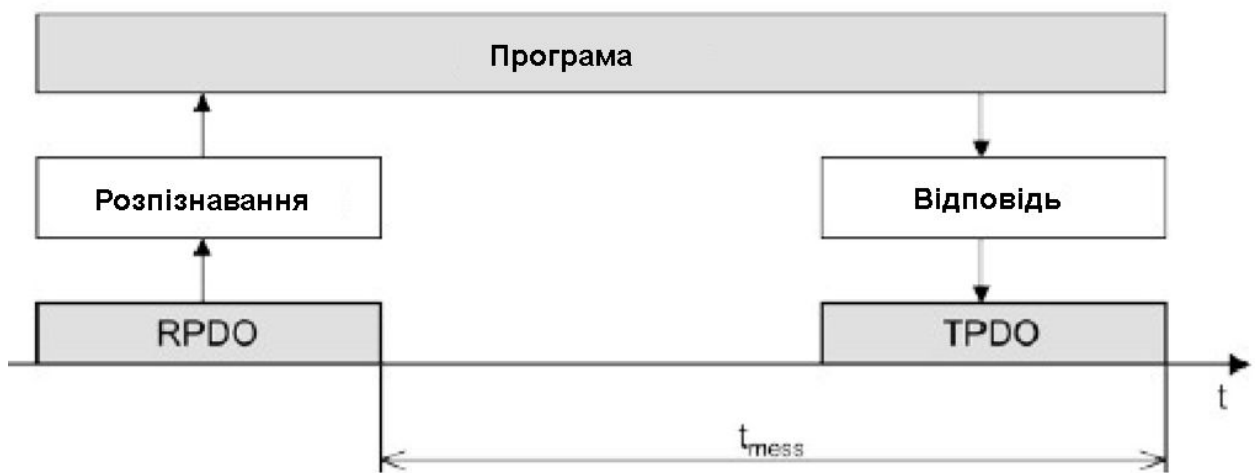 Програма
Розпізнавання
Відповідь
RPDO
TPDO
t
tmess